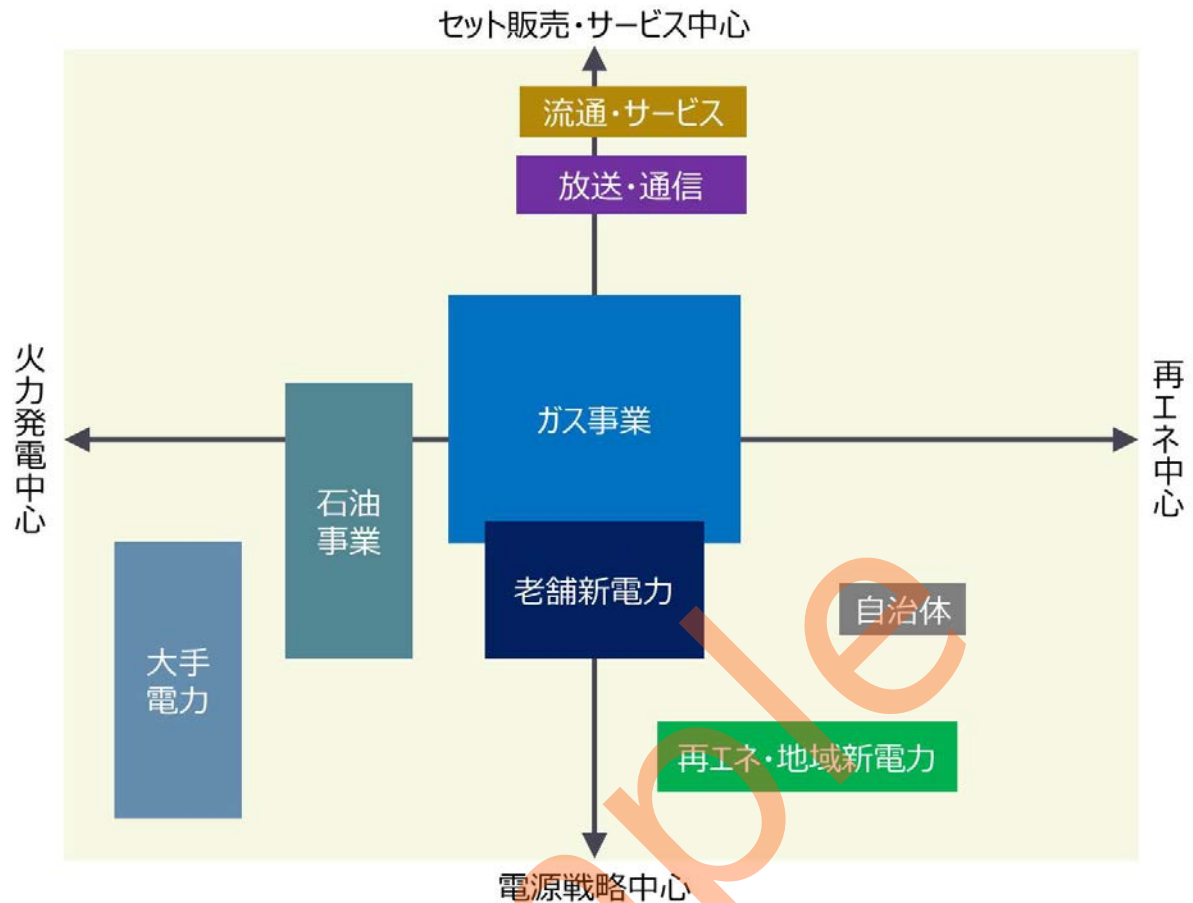 セット販売・サービス中心
流通・サービス
放送・通信
火力発電中心
ガス事業
再エネ中心
石油
事業
老舗新電力
自治体
大手
電力
再エネ・地域新電力
電源戦略中心